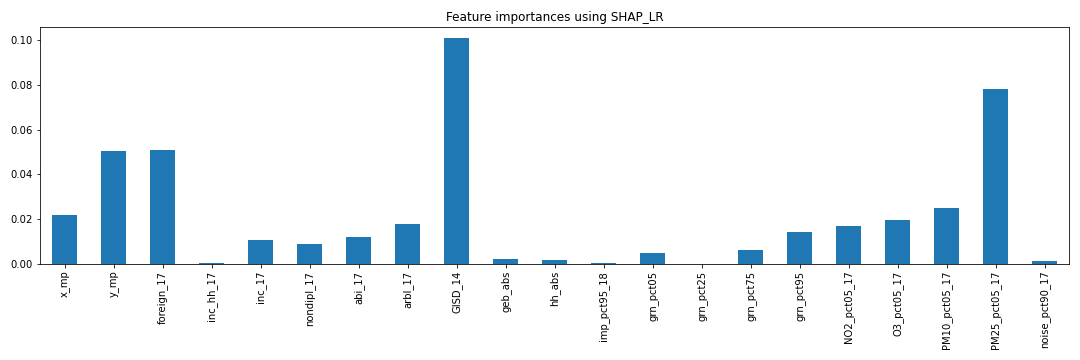 Feature importances using SHAP_LR
0.10
0.08
0.06
0.04
0.02
0.00
x_mp
y_mp
foreign_17
inc_hh_17
inc_17
nondipl_17
abi_17
arbl_17
GISD_14
geb_abs
hh_abs
imp_pct95_18
grn_pct05
grn_pct25
grn_pct75
grn_pct95
NO2_pct05_17
O3_pct05_17
PM10_pct05_17
PM25_pct05_17
noise_pct90_17